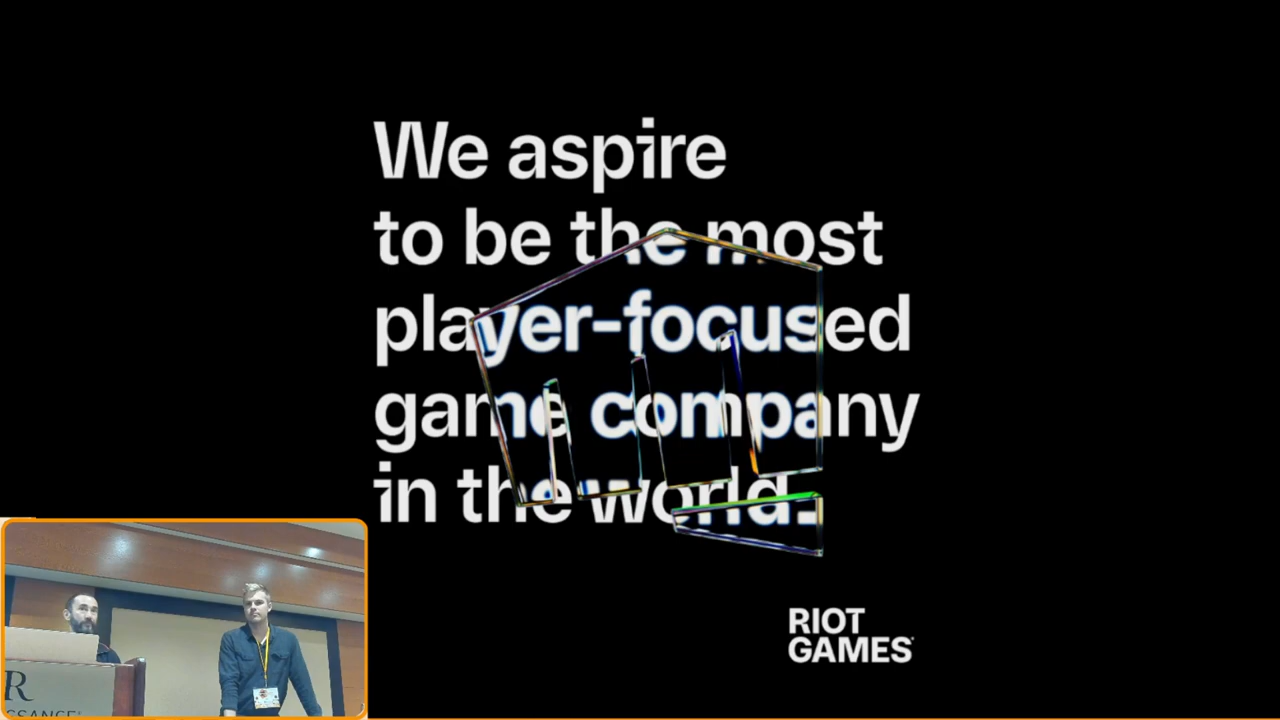 We aspire
to be the most
player-focused
game company
in the world.
RIOT
GAMES
R